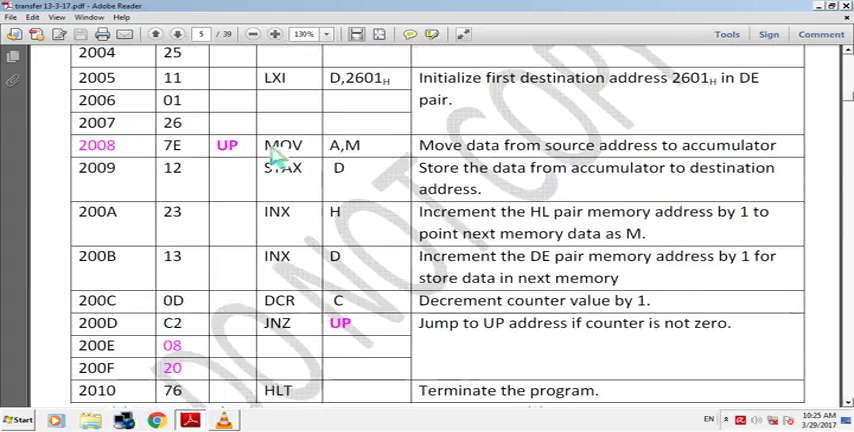 transfer 13-3-17.pdf - Adobe Reader
File Edit View Window Help
5 / 39 130% Tools Sign Comment
2004 25
2005 11 LXI D,2601H Initialize first destination address 2601H in DE
2006 01 pair.
2007 26
2008 7E UP MOV A,M Move data from source address to accumulator
2009 12 STAX D Store the data from accumulator to destination
address.
200A 23 INX H Increment the HL pair memory address by 1 to
point next memory data as M.
200B 13 INX D Increment the DE pair memory address by 1 for
store data in next memory
200C 0D DCR C Decrement counter value by 1.
200D C2 JNZ UP Jump to UP address if counter is not zero.
200E 08
200F 20
2010 76 HLT Terminate the program.
DO NOT COPY
Start EN 10:25 AM
3/29/2017